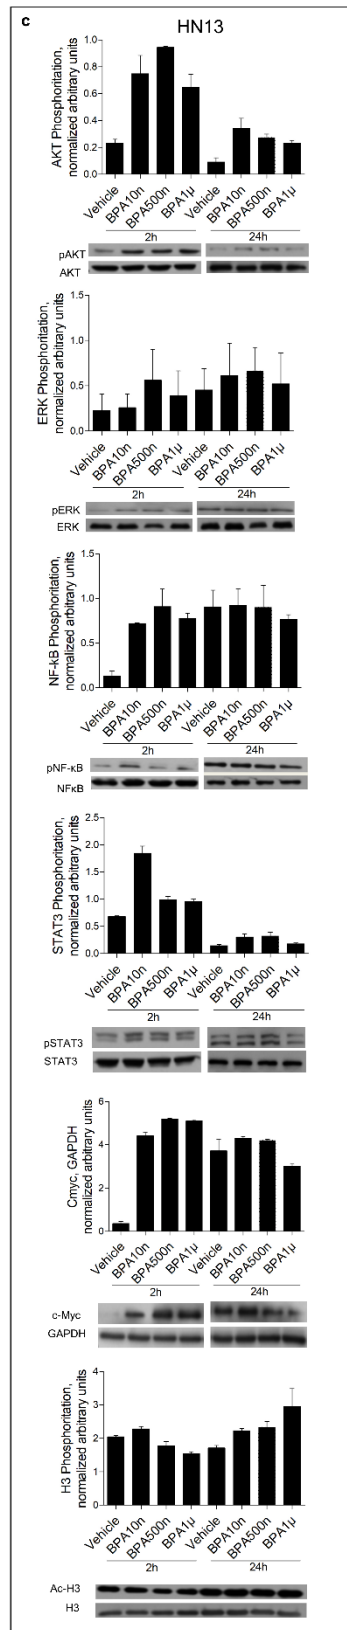 c
HN13
AKT Phosphoritation,
normalized arbitrary units
1.0
0.8
0.6
0.4
0.2
0.0
Vehicle
BPA10n
BPA500n
BPA1µ
Vehicle
BPA10n
BPA500n
BPA1µ
2h
24h
pAKT
AKT
ERK Phosphoritation,
normalized arbitrary units
1.5
1.0
0.5
0.0
Vehicle
BPA10n
BPA500n
BPA1µ
Vehicle
BPA10n
BPA500n
BPA1µ
2h
24h
pERK
ERK
NF-kB Phosphoritation,
normalized arbitrary units
1.5
1.0
0.5
0.0
Vehicle
BPA10n
BPA500n
BPA1µ
Vehicle
BPA10n
BPA500n
BPA1µ
2h
24h
pNF-κB
NFκB
STAT3 Phosphoritation,
normalized arbitrary units
2.5
2.0
1.5
1.0
0.5
0.0
Vehicle
BPA10n
BPA500n
BPA1µ
Vehicle
BPA10n
BPA500n
BPA1µ
2h
24h
pSTAT3
STAT3
Cmyc, GAPDH,
normalized arbitrary units
6
4
2
0
Vehicle
BPA10n
BPA500n
BPA1µ
Vehicle
BPA10n
BPA500n
BPA1µ
2h
24h
c-Myc
GAPDH
H3 Phosphoritation,
normalized arbitrary units
4
3
2
1
0
Vehicle
BPA10n
BPA500n
BPA1µ
Vehicle
BPA10n
BPA500n
BPA1µ
2h
24h
Ac-H3
H3